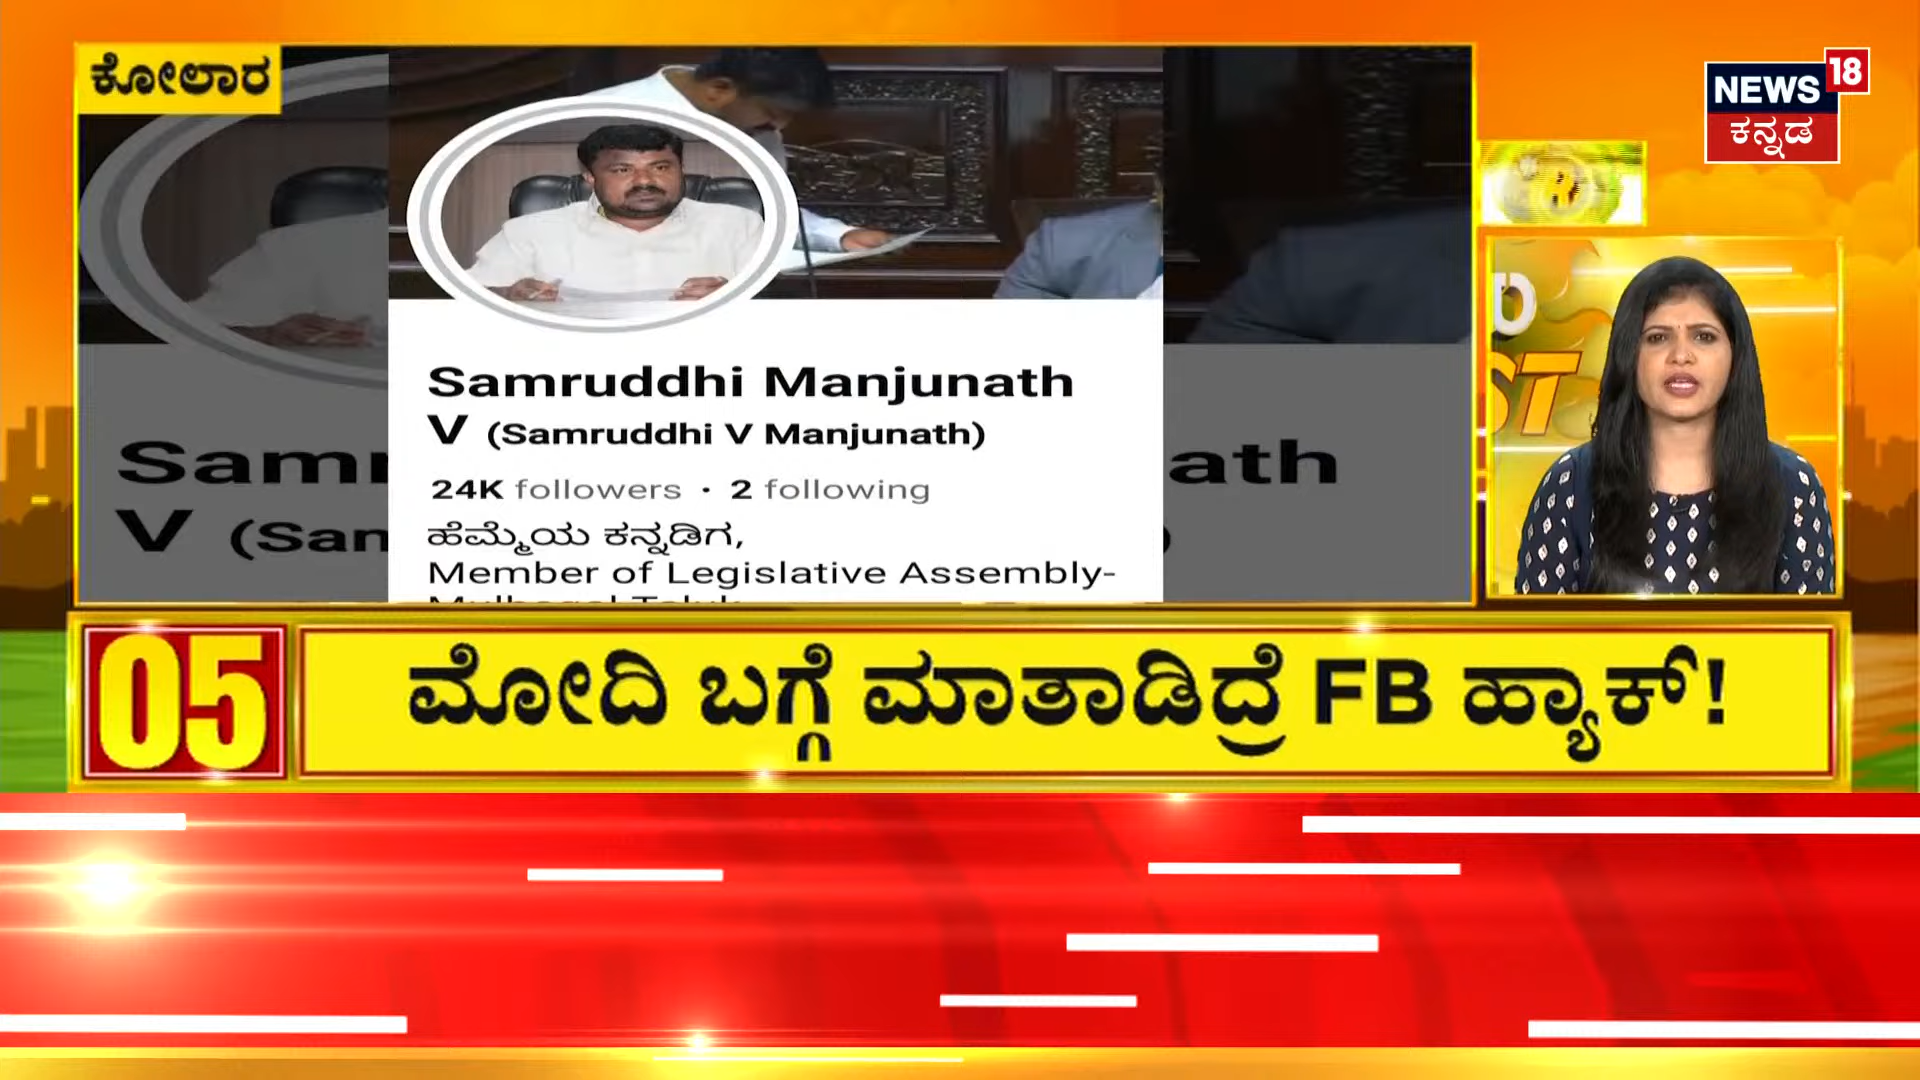 ಕೋಲಾರ
NEWS 18
ಕನ್ನಡ
Samruddhi Manjunath
V (Samruddhi V Manjunath)
24K followers · 2 following
ಹೆಮ್ಮೆಯ ಕನ್ನಡಿಗ,
Member of Legislative Assembly-
05
ಮೋದಿ ಬಗ್ಗೆ ಮಾತಾಡಿದ್ರೆ FB ಹ್ಯಾಕ್!